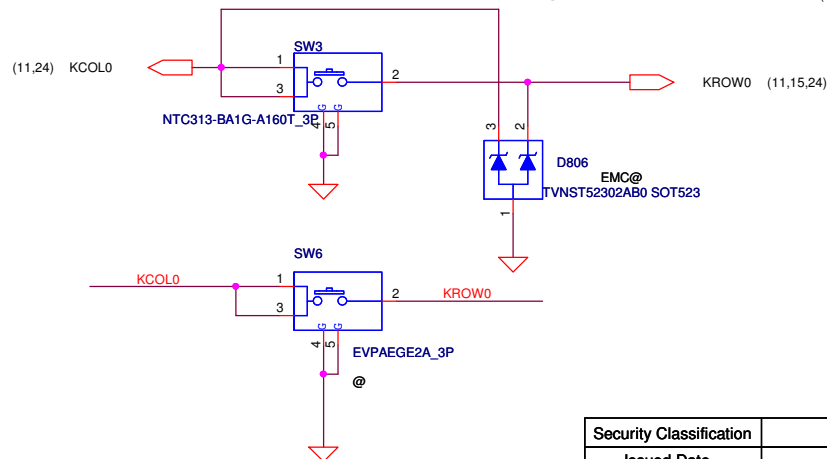 SW3
(11,24) KCOL0
1
2
3
KROW0 (11,15,24)
NTC313-BA1G-A160T_3P
G G
4 5
3 2
D806
EMC@
TVNST52302AB0 SOT523
1
SW6
KCOL0
1
2
KROW0
3
G G
4 5
EVPAEGE2A_3P
@
Security Classification